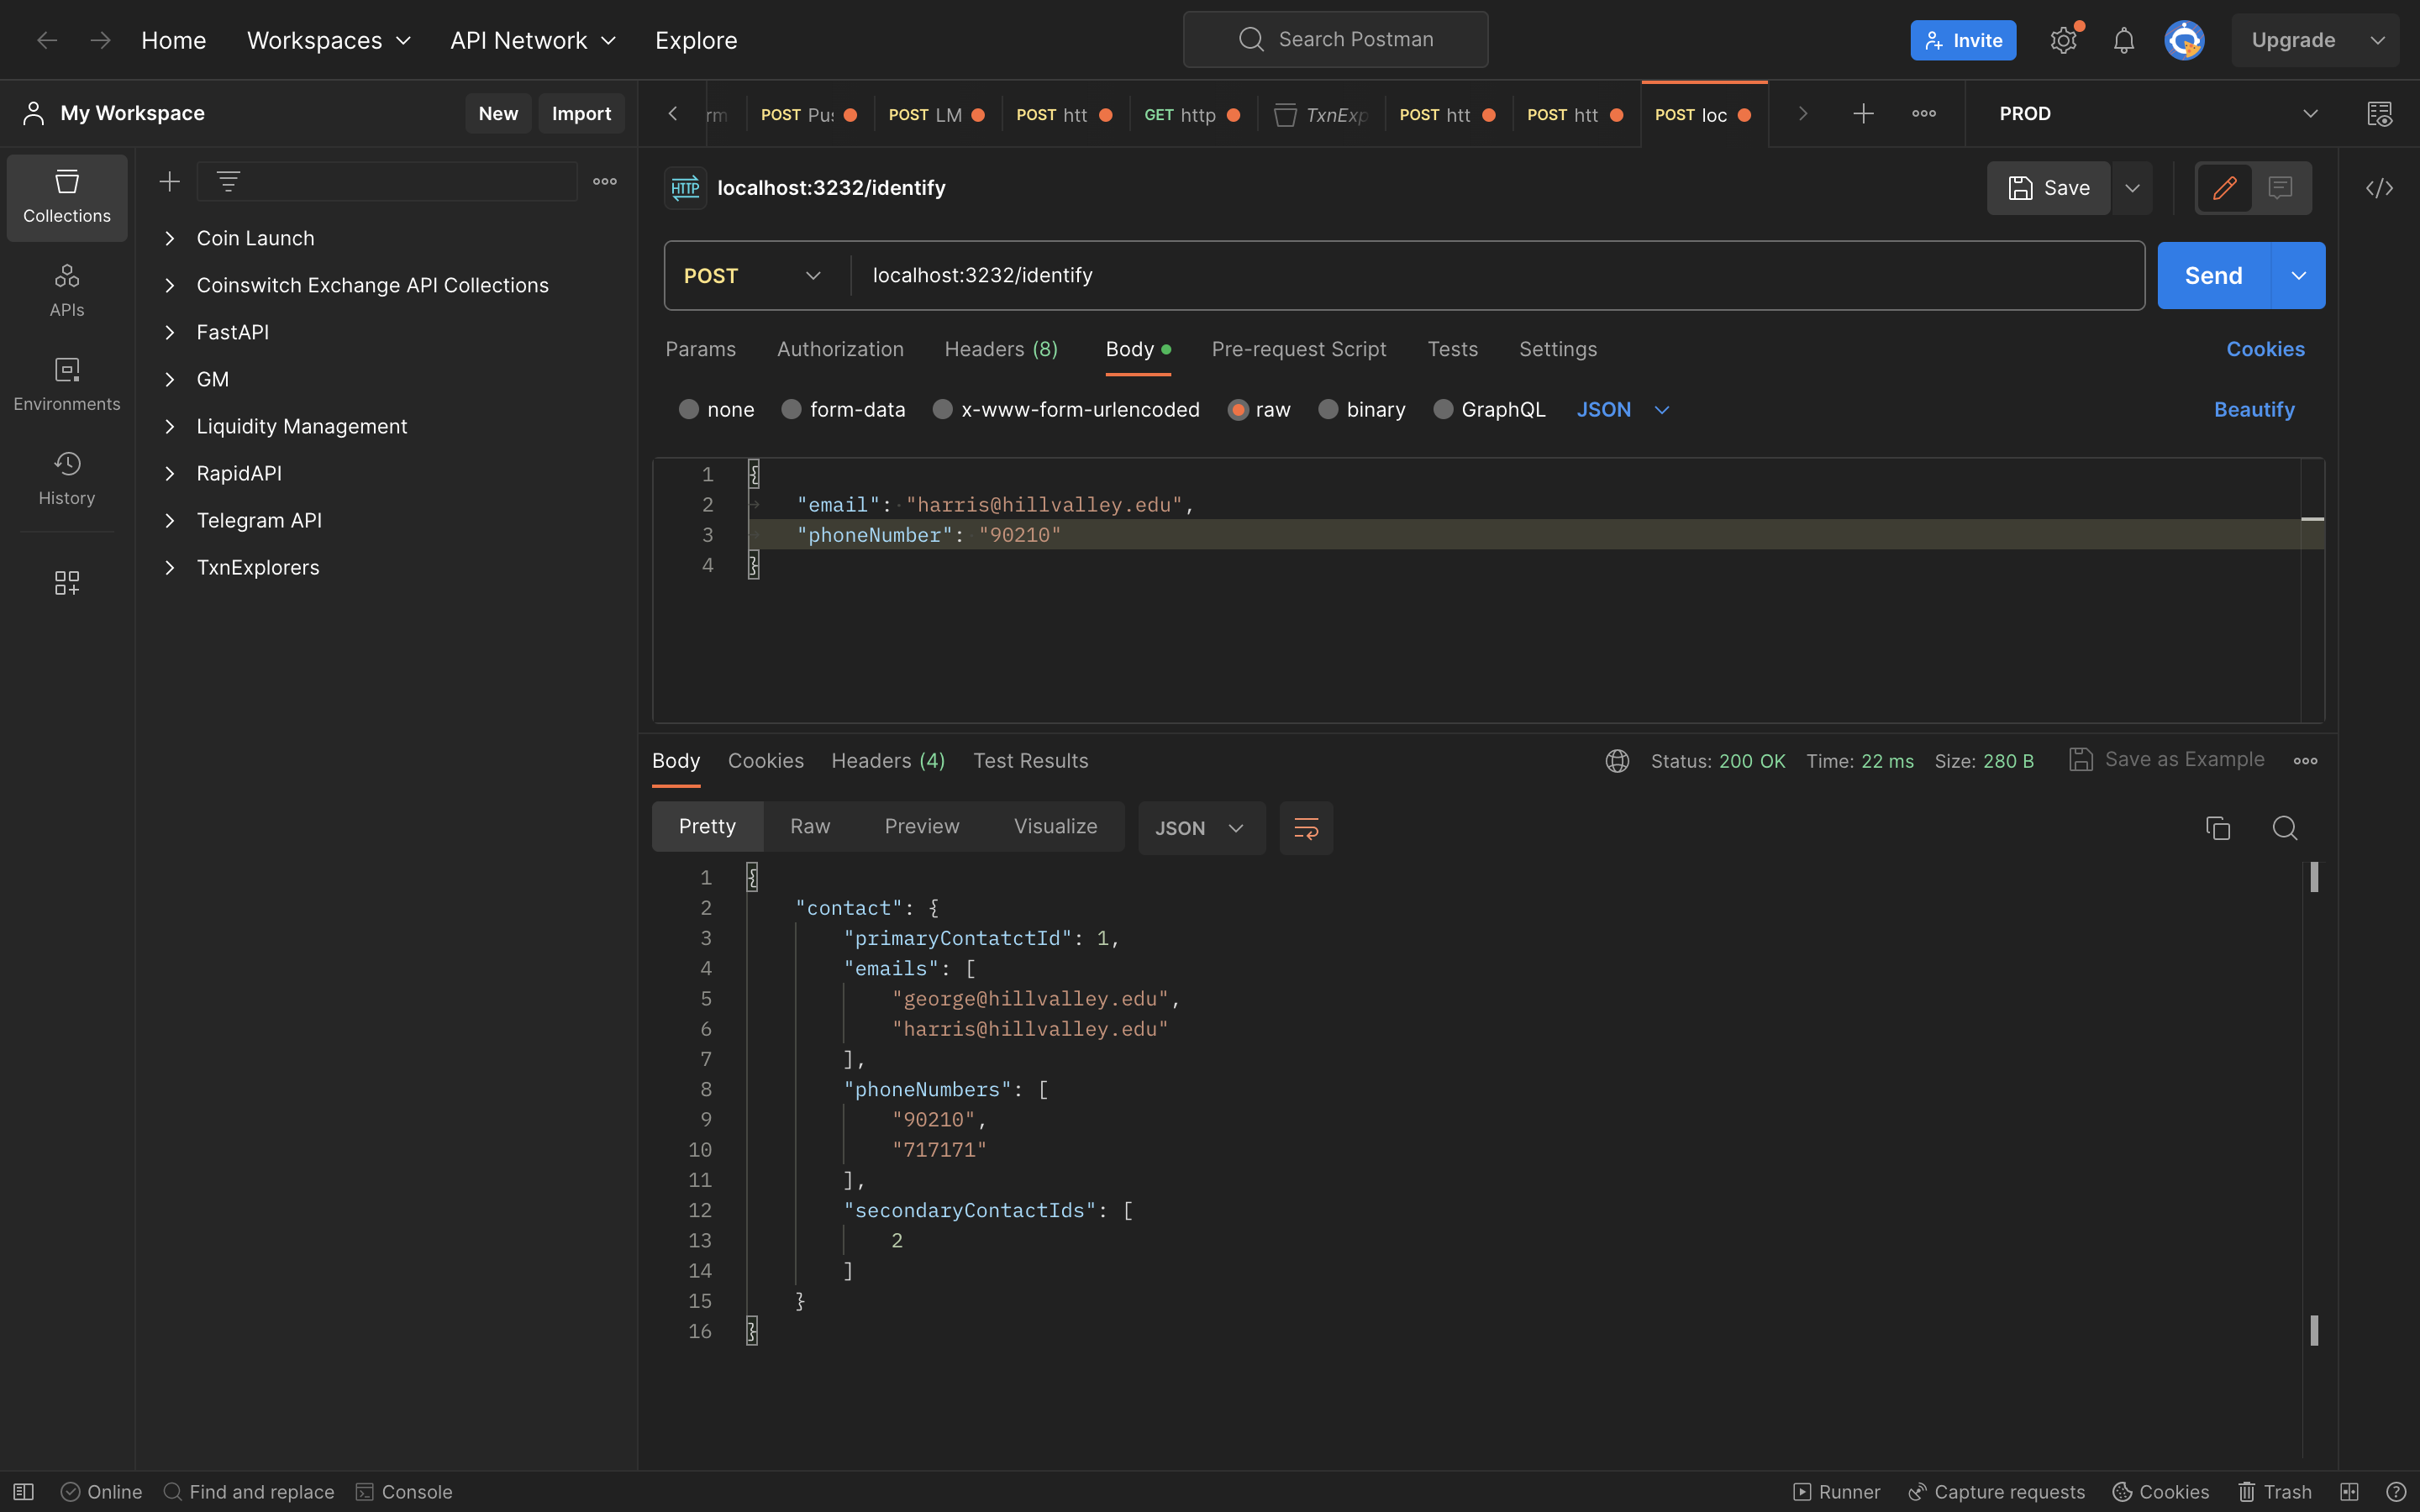 Home Workspaces API Network Explore Search Postman Invite Upgrade
My Workspace New Import rm POST Pu POST LM POST htt GET http TxnExp POST htt POST htt POST loc PROD
Collections
APIs
Environments
History
Coin Launch
Coinswitch Exchange API Collections
FastAPI
GM
Liquidity Management
RapidAPI
Telegram API
TxnExplorers
HTTP localhost:3232/identify Save
POST localhost:3232/identify Send
Params Authorization Headers (8) Body Pre-request Script Tests Settings Cookies
none form-data x-www-form-urlencoded raw binary GraphQL JSON Beautify
1 {
2 "email": "harris@hillvalley.edu",
3 "phoneNumber": "90210"
4 }
Body Cookies Headers (4) Test Results Status: 200 OK Time: 22 ms Size: 280 B Save as Example
Pretty Raw Preview Visualize JSON
1 {
2 "contact": {
3 "primaryContatctId": 1,
4 "emails": [
5 "george@hillvalley.edu",
6 "harris@hillvalley.edu"
7 ],
8 "phoneNumbers": [
9 "90210",
10 "717171"
11 ],
12 "secondaryContactIds": [
13 2
14 ]
15 }
16 }
Online Find and replace Console Runner Capture requests Cookies Trash